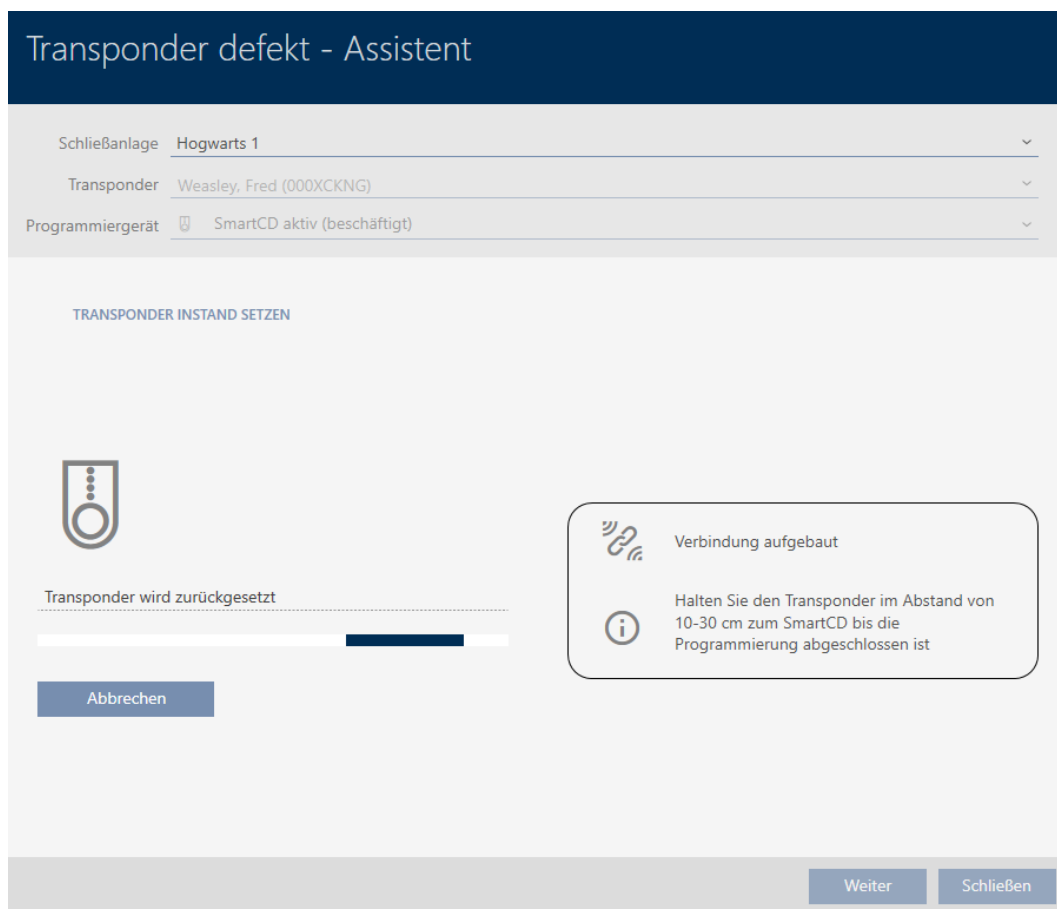 Transponder defekt - Assistent
Schließanlage Hogwarts 1
Transponder Weasley, Fred (000XCKNG)
Programmiergerät SmartCD aktiv (beschäftigt)
TRANSPONDER INSTAND SETZEN
Transponder wird zurückgesetzt
Abbrechen
Verbindung aufgebaut
Halten Sie den Transponder im Abstand von
10-30 cm zum SmartCD bis die
Programmierung abgeschlossen ist
Weiter
Schließen